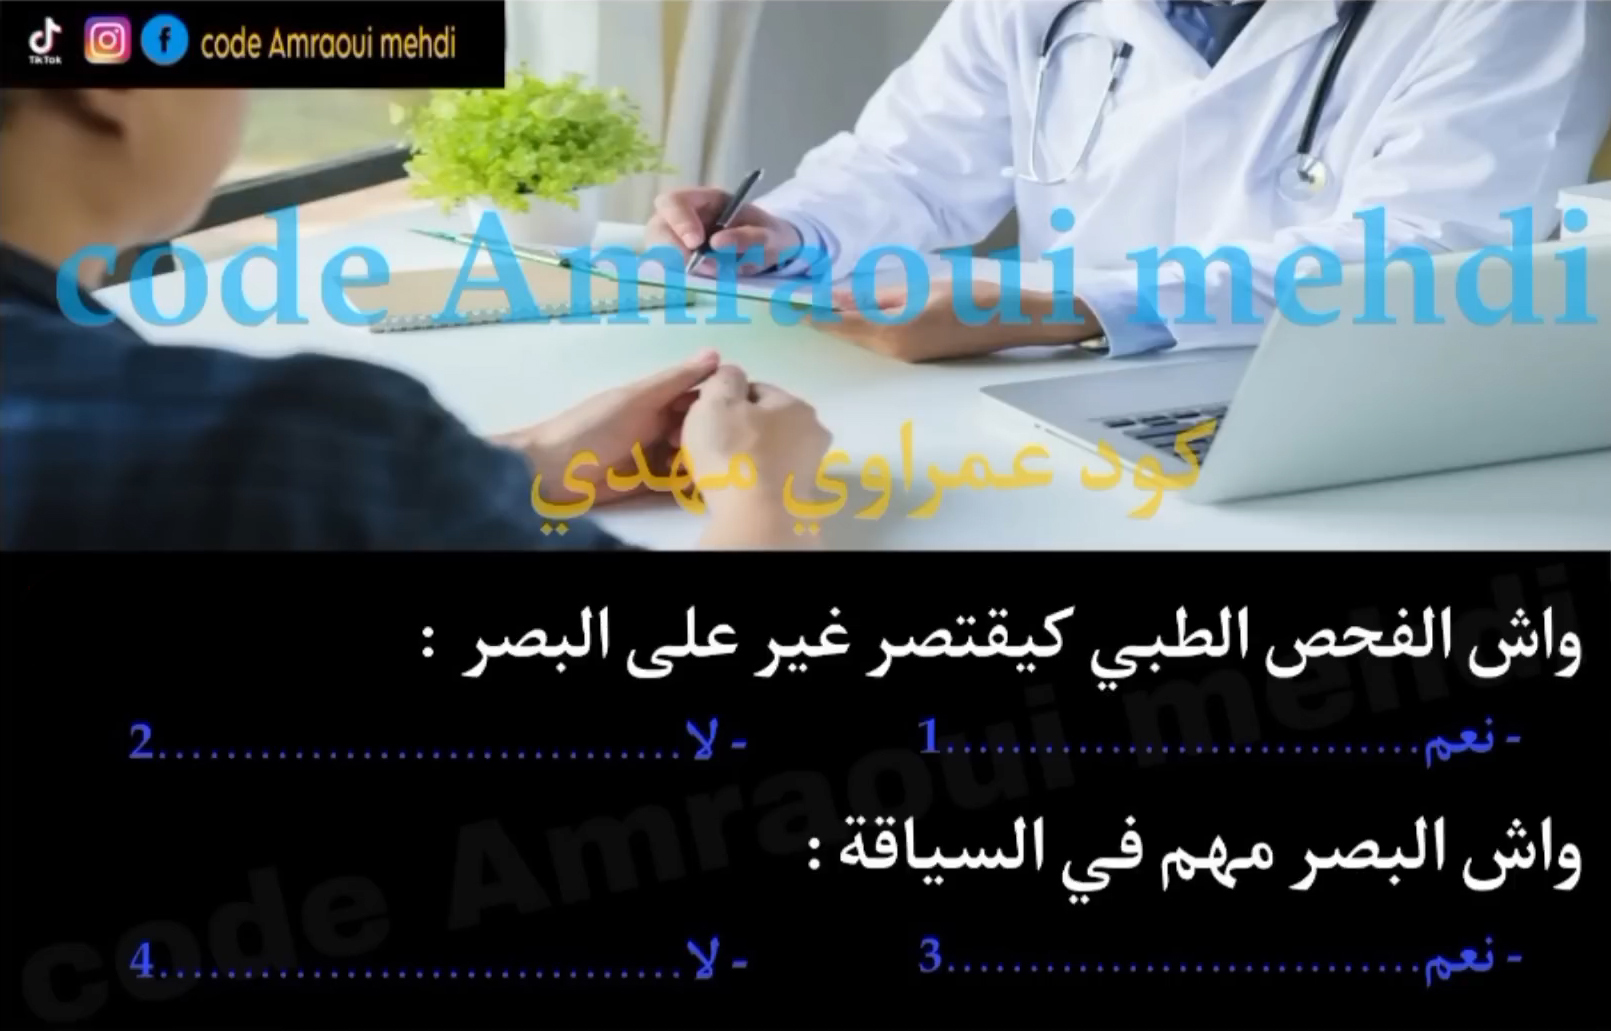 TikTok
code Amraoui mehdi
code Amraoui mehdi
كود عمراوي مهدي
واش الفحص الطبي كيقتصر غير على البصر :
- نعم............................1 - لا...............................2
واش البصر مهم في السياقة :
- نعم............................3 - لا...............................4
code Amraoui mehdi